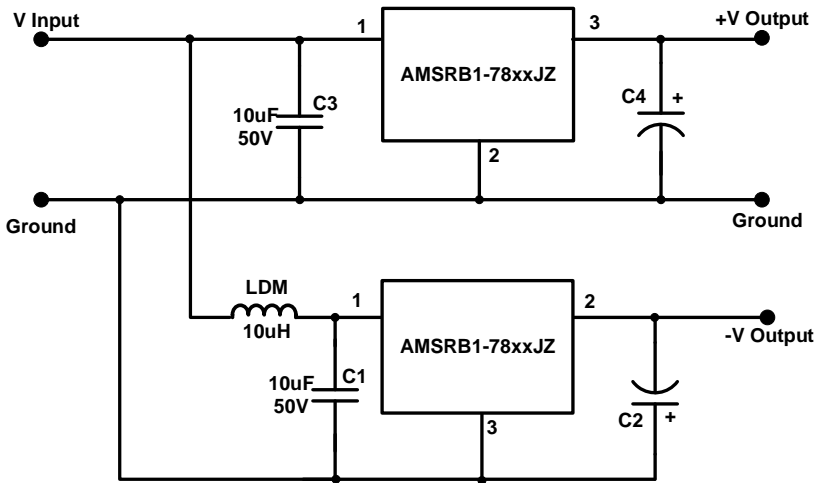 V Input
1
AMSRB1-78xxJZ
3
+V Output
10uF
50V
C3
C4
+
2
Ground
Ground
LDM
10uH
1
AMSRB1-78xxJZ
2
-V Output
10uF
50V
C1
C2
+
3